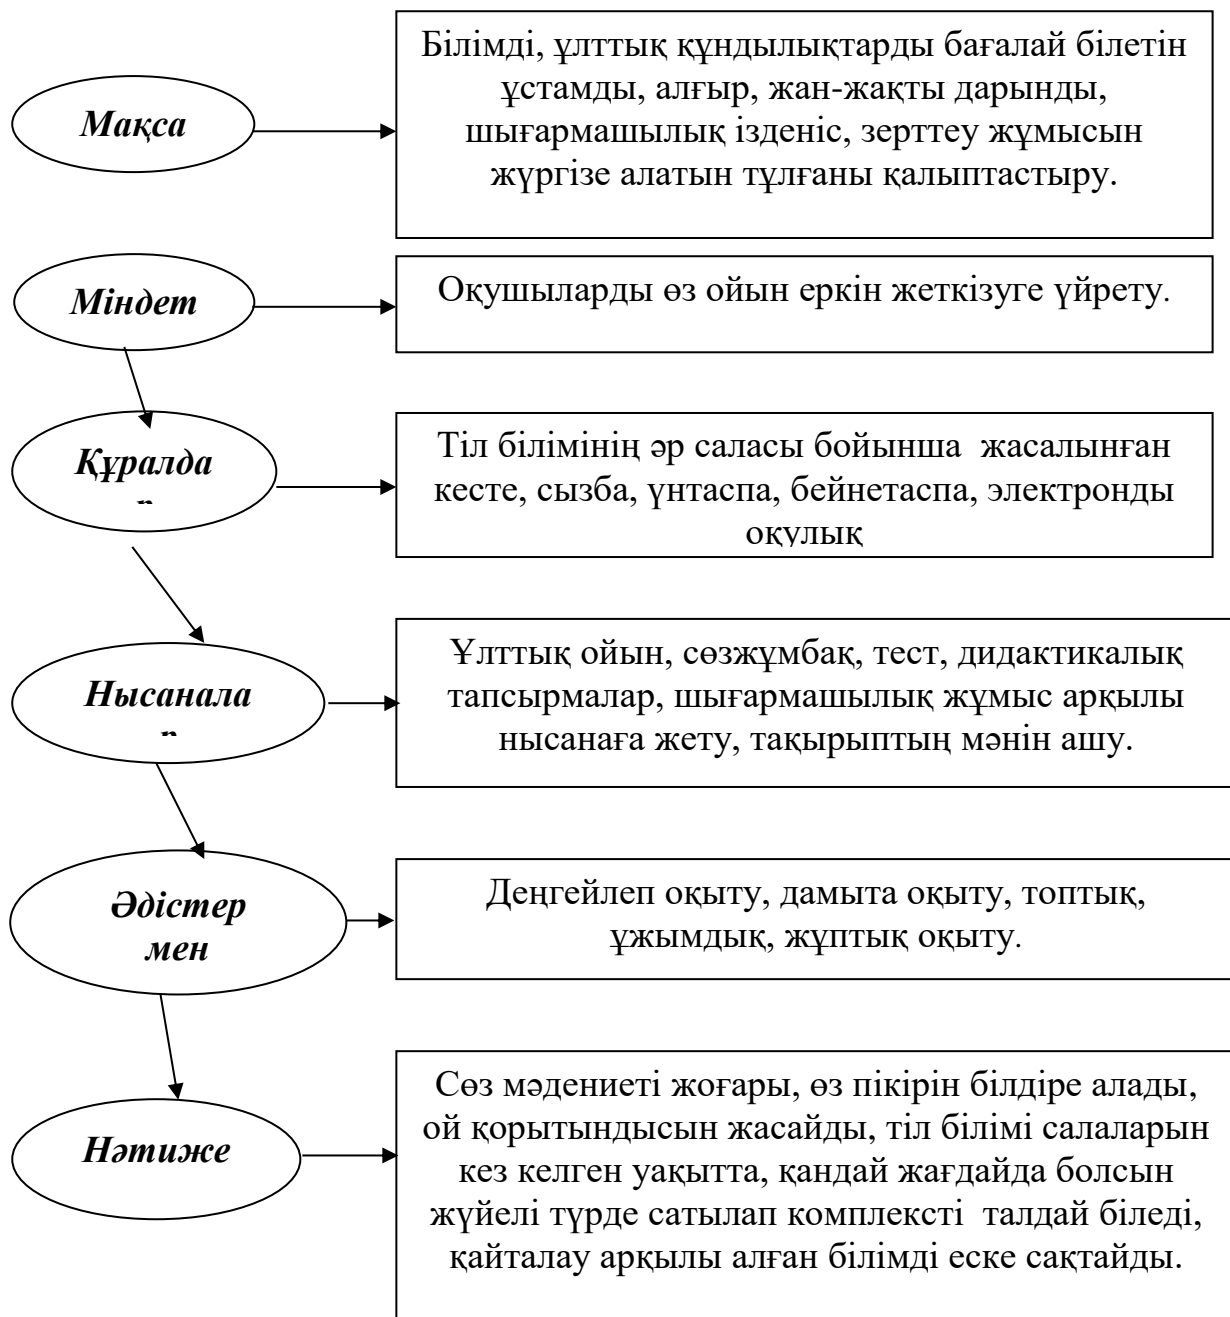 Мақса
Білімді, ұлттық құндылықтарды бағалай білетін
ұстамды, алғыр, жан-жақты дарынды,
шығармашылық ізденіс, зерттеу жұмысын
жүргізе алатын тұлғаны қалыптастыру.
Міндет
Оқушыларды өз ойын еркін жеткізуге үйрету.
Құралда
Тіл білімінің әр саласы бойынша  жасалынған
кесте, сызба, үнтаспа, бейнетаспа, электронды
оқулық
Нысанала
Ұлттық ойын, сөзжұмбақ, тест, дидактикалық
тапсырмалар, шығармашылық жұмыс арқылы
нысанаға жету, тақырыптың мәнін ашу.
Әдістер
мен
Деңгейлеп оқыту, дамыта оқыту, топтық,
ұжымдық, жұптық оқыту.
Нәтиже
Сөз мәдениеті жоғары, өз пікірін білдіре алады,
ой қорытындысын жасайды, тіл білімі салаларын
кез келген уақытта, қандай жағдайда болсын
жүйелі түрде сатылап комплексті  талдай біледі,
қайталау арқылы алған білімді еске сақтайды.